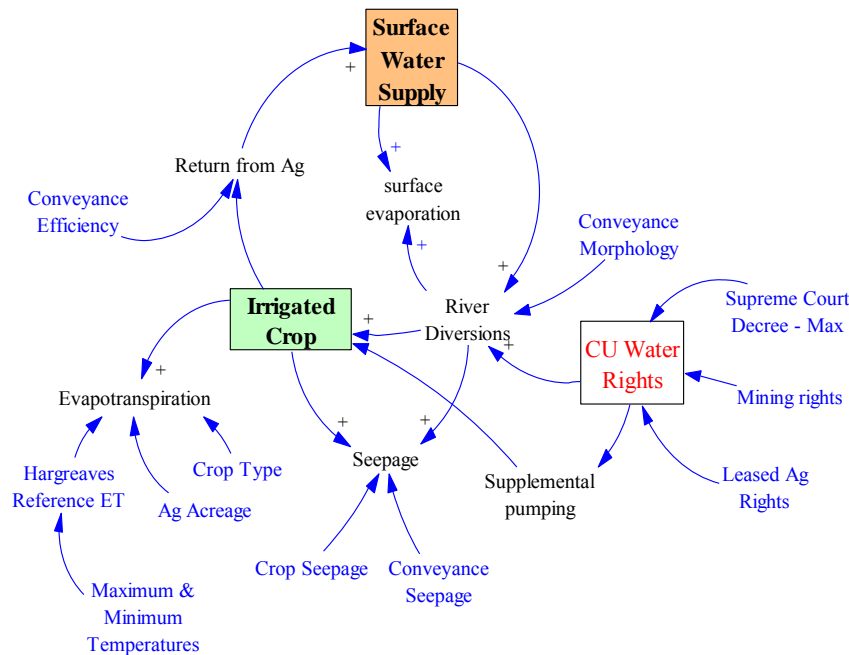 Surface
Water
Supply
+
Return from Ag
+
surface
evaporation
Conveyance
Efficiency
Conveyance
Morphology
+
+
Irrigated
Crop
+
River
Diversions
+
Supreme Court
Decree - Max
CU Water
Rights
Mining rights
+
Evapotranspiration
+
+
Seepage
Hargreaves
Reference ET
Crop Type
Ag Acreage
Supplemental
pumping
Leased Ag
Rights
Crop Seepage
Conveyance
Seepage
Maximum &
Minimum
Temperatures